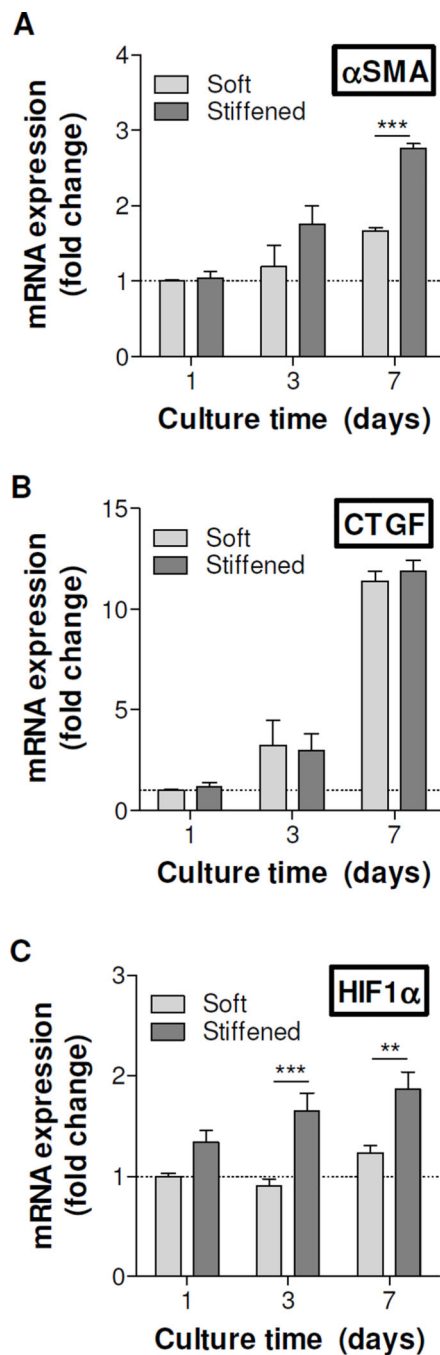 A
αSMA
4
3
2
1
0
mRNA expression
(fold change)
Soft
Stiffened
***
1
3
7
Culture time (days)
B
CTGF
15
10
5
0
mRNA expression
(fold change)
Soft
Stiffened
1
3
7
Culture time (days)
C
HIF1α
3
2
1
0
mRNA expression
(fold change)
Soft
Stiffened
***
**
1
3
7
Culture time (days)